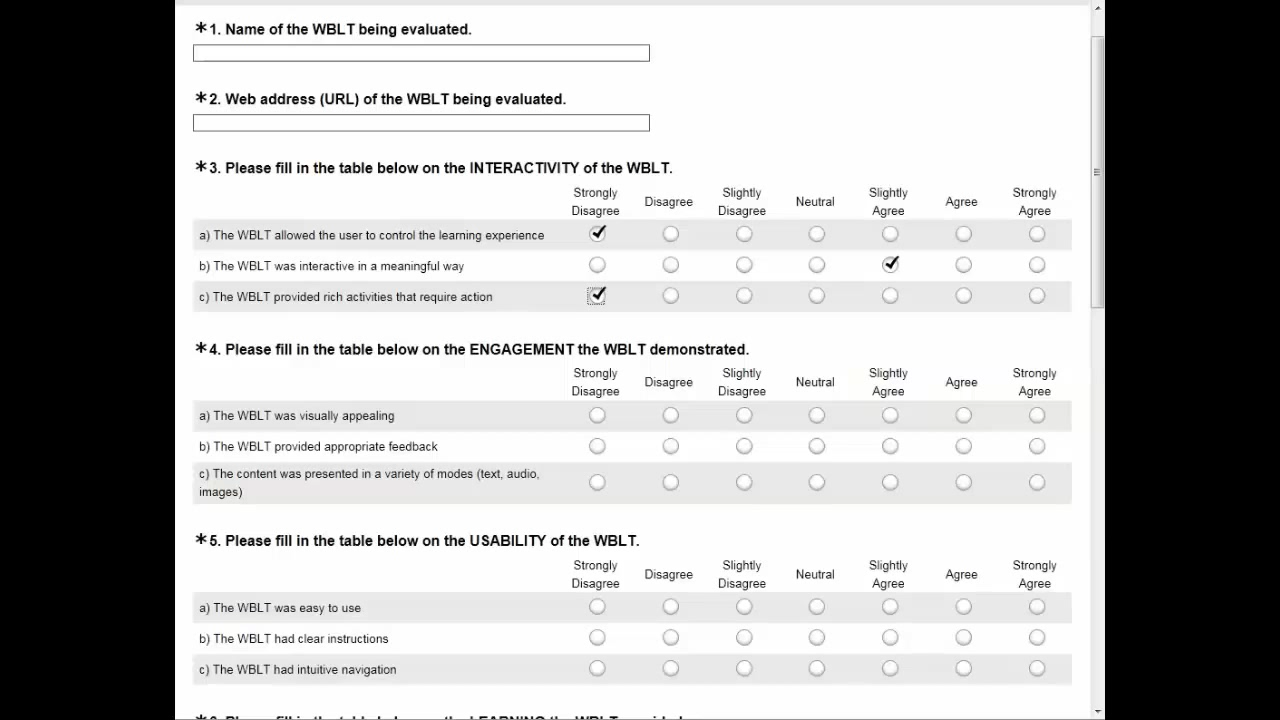 *1. Name of the WBLT being evaluated.
*2. Web address (URL) of the WBLT being evaluated.
*3. Please fill in the table below on the INTERACTIVITY of the WBLT.
Strongly Disagree Disagree Slightly Disagree Neutral Slightly Agree Agree Strongly Agree
a) The WBLT allowed the user to control the learning experience
b) The WBLT was interactive in a meaningful way
c) The WBLT provided rich activities that require action
*4. Please fill in the table below on the ENGAGEMENT the WBLT demonstrated.
Strongly Disagree Disagree Slightly Disagree Neutral Slightly Agree Agree Strongly Agree
a) The WBLT was visually appealing
b) The WBLT provided appropriate feedback
c) The content was presented in a variety of modes (text, audio,
images)
*5. Please fill in the table below on the USABILITY of the WBLT.
Strongly Disagree Disagree Slightly Disagree Neutral Slightly Agree Agree Strongly Agree
a) The WBLT was easy to use
b) The WBLT had clear instructions
c) The WBLT had intuitive navigation